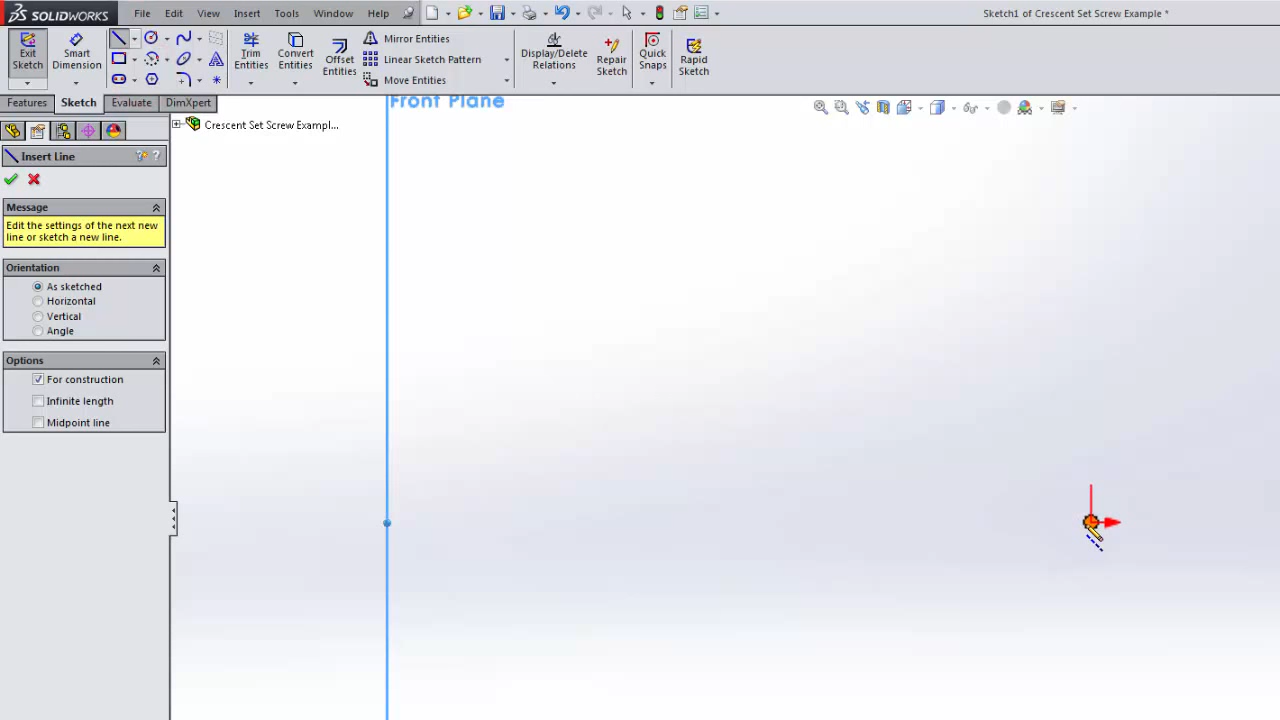 SOLIDWORKS File Edit View Insert Tools Window Help Sketch1 of Crescent Set Screw Example *
Exit Sketch
Smart Dimension
Trim Entities
Convert Entities
Offset Entities
Mirror Entities
Linear Sketch Pattern
Move Entities
Display/Delete Relations
Repair Sketch
Quick Snaps
Rapid Sketch
Features Sketch Evaluate DimXpert
Front Plane
Crescent Set Screw Exampl...
Insert Line
Message
Edit the settings of the next new
line or sketch a new line.
Orientation
As sketched
Horizontal
Vertical
Angle
Options
For construction
Infinite length
Midpoint line